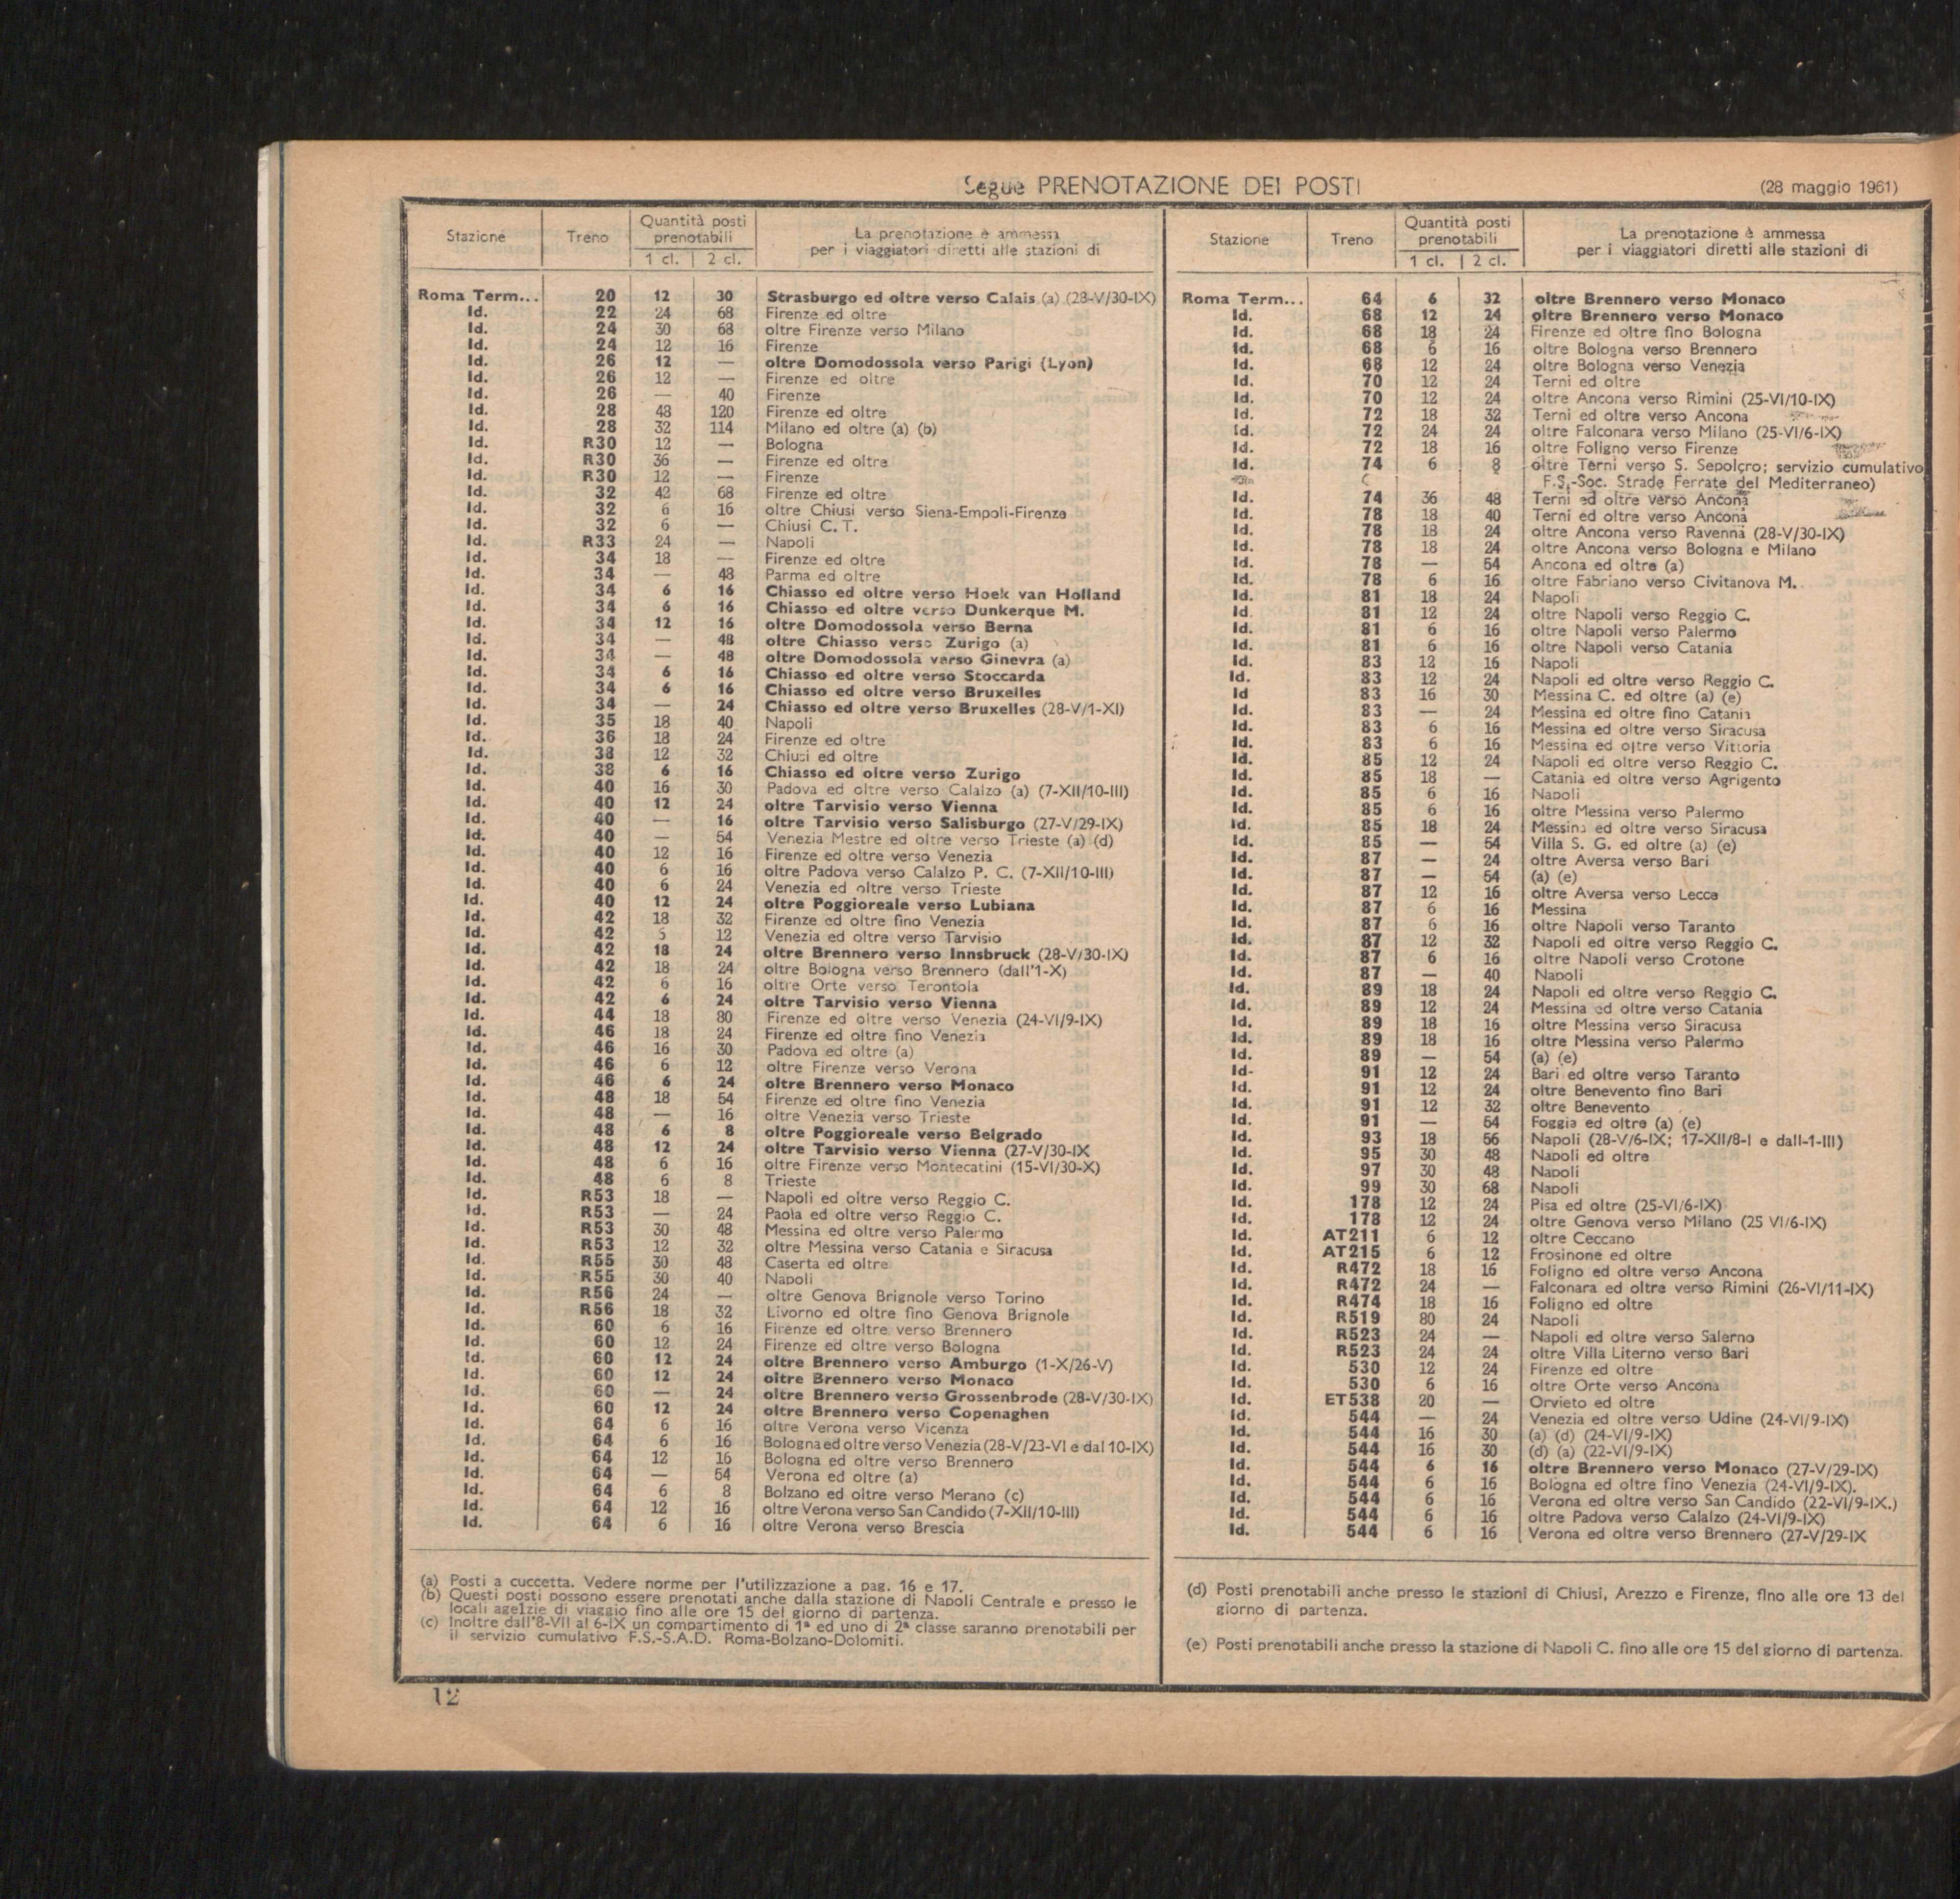 Segue PRENOTAZIONE DEI POSTI
(28 maggio 1961)
Stazione Treno Quantità posti prenotabili 1 cl. 2 cl. La prenotazione è ammessa per i viaggiatori diretti alle stazioni di
Roma Term... 20 12 30 Strasburgo ed oltre verso Calais (a) (28-V/30-IX)
Id. 22 24 68 Firenze ed oltre
Id. 24 30 68 oltre Firenze verso Milano
Id. 24 12 16 Firenze
Id. 26 12 — oltre Domodossola verso Parigi (Lyon)
Id. 26 12 — Firenze ed oltre
Id. 26 — 40 Firenze
Id. 28 48 120 Firenze ed oltre
Id. 28 32 114 Milano ed oltre (a) (b)
Id. R30 12 — Bologna
Id. R30 36 — Firenze ed oltre
Id. R30 12 — Firenze
Id. 32 42 68 Firenze ed oltre
Id. 32 6 16 oltre Chiusi verso Siena-Empoli-Firenze
Id. 32 6 — Chiusi C. T.
Id. R33 24 — Napoli
Id. 34 18 — Firenze ed oltre
Id. 34 — 48 Parma ed oltre
Id. 34 6 16 Chiasso ed oltre verso Hoek van Holland
Id. 34 6 16 Chiasso ed oltre verso Dunkerque M.
Id. 34 12 16 oltre Domodossola verso Berna
Id. 34 — 48 oltre Chiasso verso Zurigo (a)
Id. 34 — 48 oltre Domodossola verso Ginevra (a)
Id. 34 6 16 Chiasso ed oltre verso Stoccarda
Id. 34 6 16 Chiasso ed oltre verso Bruxelles
Id. 34 — 24 Chiasso ed oltre verso Bruxelles (28-V/1-XI)
Id. 35 18 40 Napoli
Id. 36 18 24 Firenze ed oltre
Id. 38 12 32 Chiusi ed oltre
Id. 38 6 16 Chiasso ed oltre verso Zurigo
Id. 40 16 30 Padova ed oltre verso Calalzo (a) (7-XII/10-III)
Id. 40 12 24 oltre Tarvisio verso Vienna
Id. 40 — 16 oltre Tarvisio verso Salisburgo (27-V/29-IX)
Id. 40 — 54 Venezia Mestre ed oltre verso Trieste (a) (d)
Id. 40 12 16 Firenze ed oltre verso Venezia
Id. 40 6 16 oltre Padova verso Calalzo P. C. (7-XII/10-III)
Id. 40 6 24 Venezia ed oltre verso Trieste
Id. 40 12 24 oltre Poggioreale verso Lubiana
Id. 42 18 32 Firenze ed oltre fino Venezia
Id. 42 12 Venezia ed oltre verso Tarvisio
Id. 42 18 24 oltre Brennero verso Innsbruck (28-V/30-IX)
Id. 42 18 24 oltre Bologna verso Brennero (dall'1-X)
Id. 42 6 16 oltre Orte verso Terontola
Id. 42 6 24 oltre Tarvisio verso Vienna
Id. 44 18 80 Firenze ed oltre verso Venezia (24-VI/9-IX)
Id. 46 18 24 Firenze ed oltre fino Venezia
Id. 46 16 30 Padova ed oltre (a)
Id. 46 6 12 oltre Firenze verso Verona
Id. 46 6 24 oltre Brennero verso Monaco
Id. 48 18 54 Firenze ed oltre fino Venezia
Id. 48 — 16 oltre Venezia verso Trieste
Id. 48 6 8 oltre Poggioreale verso Belgrado
Id. 48 12 24 oltre Tarvisio verso Vienna (27-V/30-IX
Id. 48 6 16 oltre Firenze verso Montecatini (15-VI/30-X)
Id. 48 6 8 Trieste
Id. R53 18 — Napoli ed oltre verso Reggio C.
Id. R53 — 24 Paola ed oltre verso Reggio C.
Id. R53 30 48 Messina ed oltre verso Palermo
Id. R53 12 32 oltre Messina verso Catania e Siracusa
Id. R55 30 48 Caserta ed oltre
Id. R55 30 40 Napoli
Id. R56 24 — oltre Genova Brignole verso Torino
Id. R56 18 32 Livorno ed oltre fino Genova Brignole
Id. 60 6 16 Firenze ed oltre verso Brennero
Id. 60 12 24 Firenze ed oltre verso Bologna
Id. 60 12 24 oltre Brennero verso Amburgo (1-X/26-V)
Id. 60 12 24 oltre Brennero verso Monaco
Id. 60 — 24 oltre Brennero verso Grossenbrode (28-V/30-IX)
Id. 60 12 24 oltre Brennero verso Copenaghen
Id. 64 6 16 oltre Verona verso Vicenza
Id. 64 6 16 Bologna ed oltre verso Venezia (28-V/23-VI e dal 10-IX)
Id. 64 12 16 Bologna ed oltre verso Brennero
Id. 64 — 54 Verona ed oltre (a)
Id. 64 6 8 Bolzano ed oltre verso Merano (c)
Id. 64 12 16 oltre Verona verso San Candido (7-XII/10-III)
Id. 64 6 16 oltre Verona verso Brescia
(a) Posti a cuccetta. Vedere norme per l'utilizzazione a pag. 16 e 17.
(b) Questi posti possono essere prenotati anche dalla stazione di Napoli Centrale e presso le
locali agelzie di viaggio fino alle ore 15 del giorno di partenza.
(c) Inoltre dall'8-VII al 6-IX un compartimento di 1ª ed uno di 2ª classe saranno prenotabili per
il servizio cumulativo F.S.-S.A.D. Roma-Bolzano-Dolomiti.
Stazione Treno Quantità posti prenotabili 1 cl. 2 cl. La prenotazione è ammessa per i viaggiatori diretti alle stazioni di
Roma Term... 64 6 32 oltre Brennero verso Monaco
Id. 68 12 24 oltre Brennero verso Monaco
Id. 68 18 24 Firenze ed oltre fino Bologna
Id. 68 6 16 oltre Bologna verso Brennero
Id. 68 12 24 oltre Bologna verso Venezia
Id. 70 12 24 Terni ed oltre
Id. 70 12 24 oltre Ancona verso Rimini (25-VI/10-IX)
Id. 72 18 32 Terni ed oltre verso Ancona
Id. 72 24 24 oltre Falconara verso Milano (25-VI/6-IX)
Id. 72 18 16 oltre Foligno verso Firenze
Id. 74 6 8 oltre Terni verso S. Sepolcro; servizio cumulativo
F.S.-Soc. Strade Ferrate del Mediterraneo)
Id. 74 36 48 Terni ed oltre verso Ancona
Id. 78 18 40 Terni ed oltre verso Ancona
Id. 78 18 24 oltre Ancona verso Ravenna (28-V/30-IX)
Id. 78 18 24 oltre Ancona verso Bologna e Milano
Id. 78 — 54 Ancona ed oltre (a)
Id. 78 6 16 oltre Fabriano verso Civitanova M.
Id. 81 18 24 Napoli
Id. 81 12 24 oltre Napoli verso Reggio C.
Id. 81 6 16 oltre Napoli verso Palermo
Id. 81 6 16 oltre Napoli verso Catania
Id. 83 12 16 Napoli
Id. 83 12 24 Napoli ed oltre verso Reggio C.
Id 83 16 30 Messina C. ed oltre (a) (e)
Id. 83 — 24 Messina ed oltre fino Catania
Id. 83 6 16 Messina ed oltre verso Siracusa
Id. 83 6 16 Messina ed oltre verso Vittoria
Id. 85 12 24 Napoli ed oltre verso Reggio C.
Id. 85 18 — Catania ed oltre verso Agrigento
Id. 85 6 16 Napoli
Id. 85 6 16 oltre Messina verso Palermo
Id. 85 18 24 Messina ed oltre verso Siracusa
Id. 85 — 54 Villa S. G. ed oltre (a) (e)
Id. 87 — 24 oltre Aversa verso Bari
Id. 87 — 54 (a) (e)
Id. 87 12 16 oltre Aversa verso Lecce
Id. 87 6 16 Messina
Id. 87 6 16 oltre Napoli verso Taranto
Id. 87 12 32 Napoli ed oltre verso Reggio C.
Id. 87 6 16 oltre Napoli verso Crotone
Id. 87 — 40 Napoli
Id. 89 18 24 Napoli ed oltre verso Reggio C.
Id. 89 12 24 Messina ed oltre verso Catania
Id. 89 18 16 oltre Messina verso Siracusa
Id. 89 18 16 oltre Messina verso Palermo
Id. 89 — 54 (a) (e)
Id- 91 12 24 Bari ed oltre verso Taranto
Id. 91 12 24 oltre Benevento fino Bari
Id. 91 12 32 oltre Benevento
Id. 91 — 54 Foggia ed oltre (a) (e)
Id. 93 18 56 Napoli (28-V/6-IX; 17-XII/8-I e dall-1-III)
Id. 95 30 48 Napoli ed oltre
Id. 97 30 48 Napoli
Id. 99 30 68 Napoli
Id. 178 12 24 Pisa ed oltre (25-VI/6-IX)
Id. 178 12 24 oltre Genova verso Milano (25 VI/6-IX)
Id. AT211 6 12 oltre Ceccano
Id. AT215 6 12 Frosinone ed oltre
Id. R472 18 16 Foligno ed oltre verso Ancona
Id. R472 24 — Falconara ed oltre verso Rimini (26-VI/11-IX)
Id. R474 18 16 Foligno ed oltre
Id. R519 80 24 Napoli
Id. R523 24 — Napoli ed oltre verso Salerno
Id. R523 24 24 oltre Villa Literno verso Bari
Id. 530 12 24 Firenze ed oltre
Id. 530 6 16 oltre Orte verso Ancona
Id. ET538 20 — Orvieto ed oltre
Id. 544 — 24 Venezia ed oltre verso Udine (24-VI/9-IX)
Id. 544 16 30 (a) (d) (24-VI/9-IX)
Id. 544 16 30 (d) (a) (22-VI/9-IX)
Id. 544 6 16 oltre Brennero verso Monaco (27-V/29-IX)
Id. 544 6 16 Bologna ed oltre fino Venezia (24-VI/9-IX).
Id. 544 6 16 Verona ed oltre verso San Candido (22-VI/9-IX.)
Id. 544 6 16 oltre Padova verso Calalzo (24-VI/9-IX)
Id. 544 6 16 Verona ed oltre verso Brennero (27-V/29-IX
(d) Posti prenotabili anche presso le stazioni di Chiusi, Arezzo e Firenze, fino alle ore 13 del
giorno di partenza.
(e) Posti prenotabili anche presso la stazione di Napoli C. fino alle ore 15 del giorno di partenza.
12